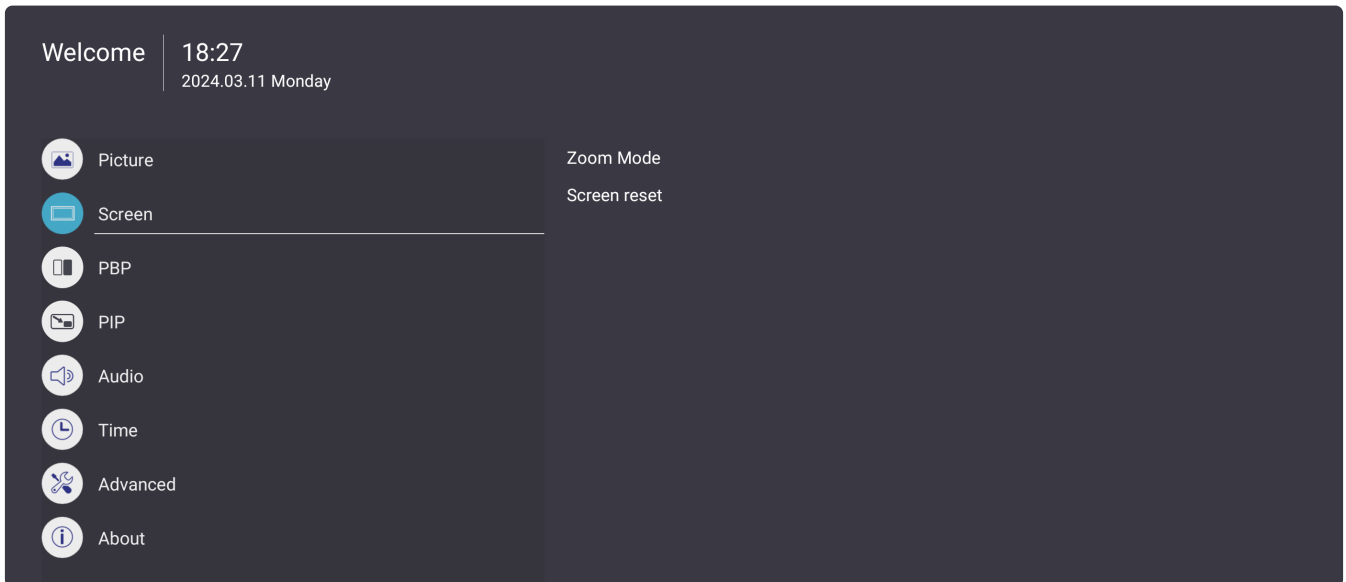 Welcome
18:27
2024.03.11 Monday
Picture
Screen
PBP
PIP
Audio
Time
Advanced
About
Zoom Mode
Screen reset